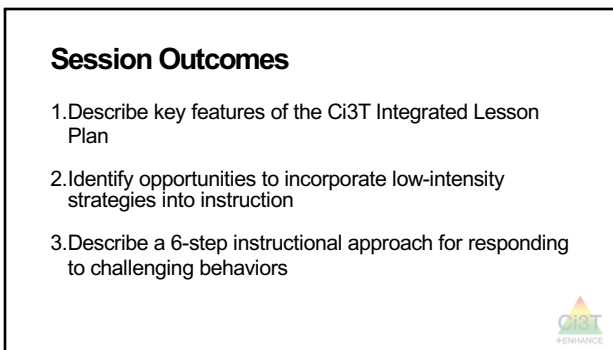 Session Outcomes
1.Describe key features of the Ci3T Integrated Lesson
Plan
2.Identify opportunities to incorporate low-intensity
strategies into instruction
3.Describe a 6-step instructional approach for responding
to challenging behaviors
Ci3T
+ENHANCE